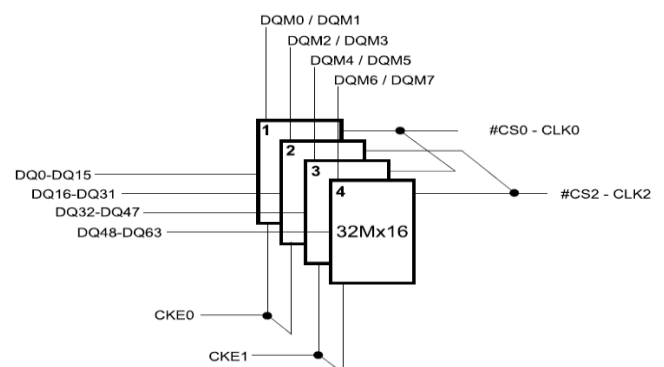 DQM0 / DQM1
DQM2 / DQM3
DQM4 / DQM5
DQM6 / DQM7
1
#CS0 - CLK0
2
3
DQ0-DQ15
4
DQ16-DQ31
#CS2 - CLK2
DQ32-DQ47
DQ48-DQ63
32Mx16
CKE0
CKE1